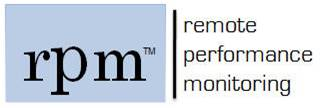 rpm™
remote
performance
monitoring